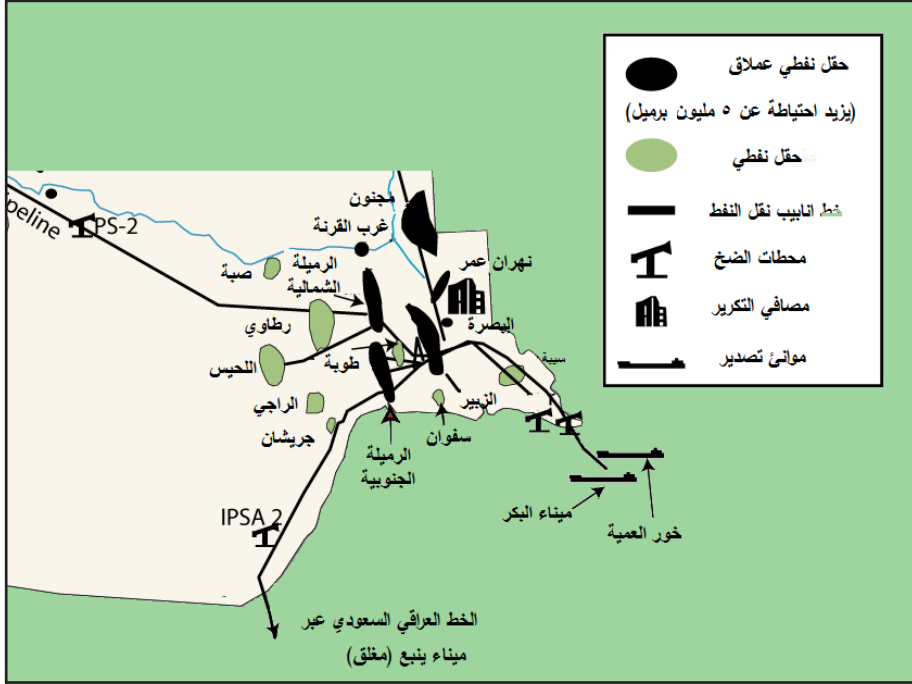 حقل نفطي عملاق
(يزيد احتياطة عن ٥ مليون برميل)
حقل نفطي
خط انابيب نقل النفط
محطات الضخ
مصافي التكرير
موانئ تصدير
مجنون
غرب القرنة
نهران عمر
ipeline
PS-2
صبة
الرميلة
الشمالية
رطاوي
البصرة
طوبة
A
سيبة
اللحيس
الراجي
الزبير
جريشان
سفوان
الرميلة
الجنوبية
IPSA 2
ميناء البكر
خور العمية
الخط العراقي السعودي عبر
ميناء ينبع (مغلق)